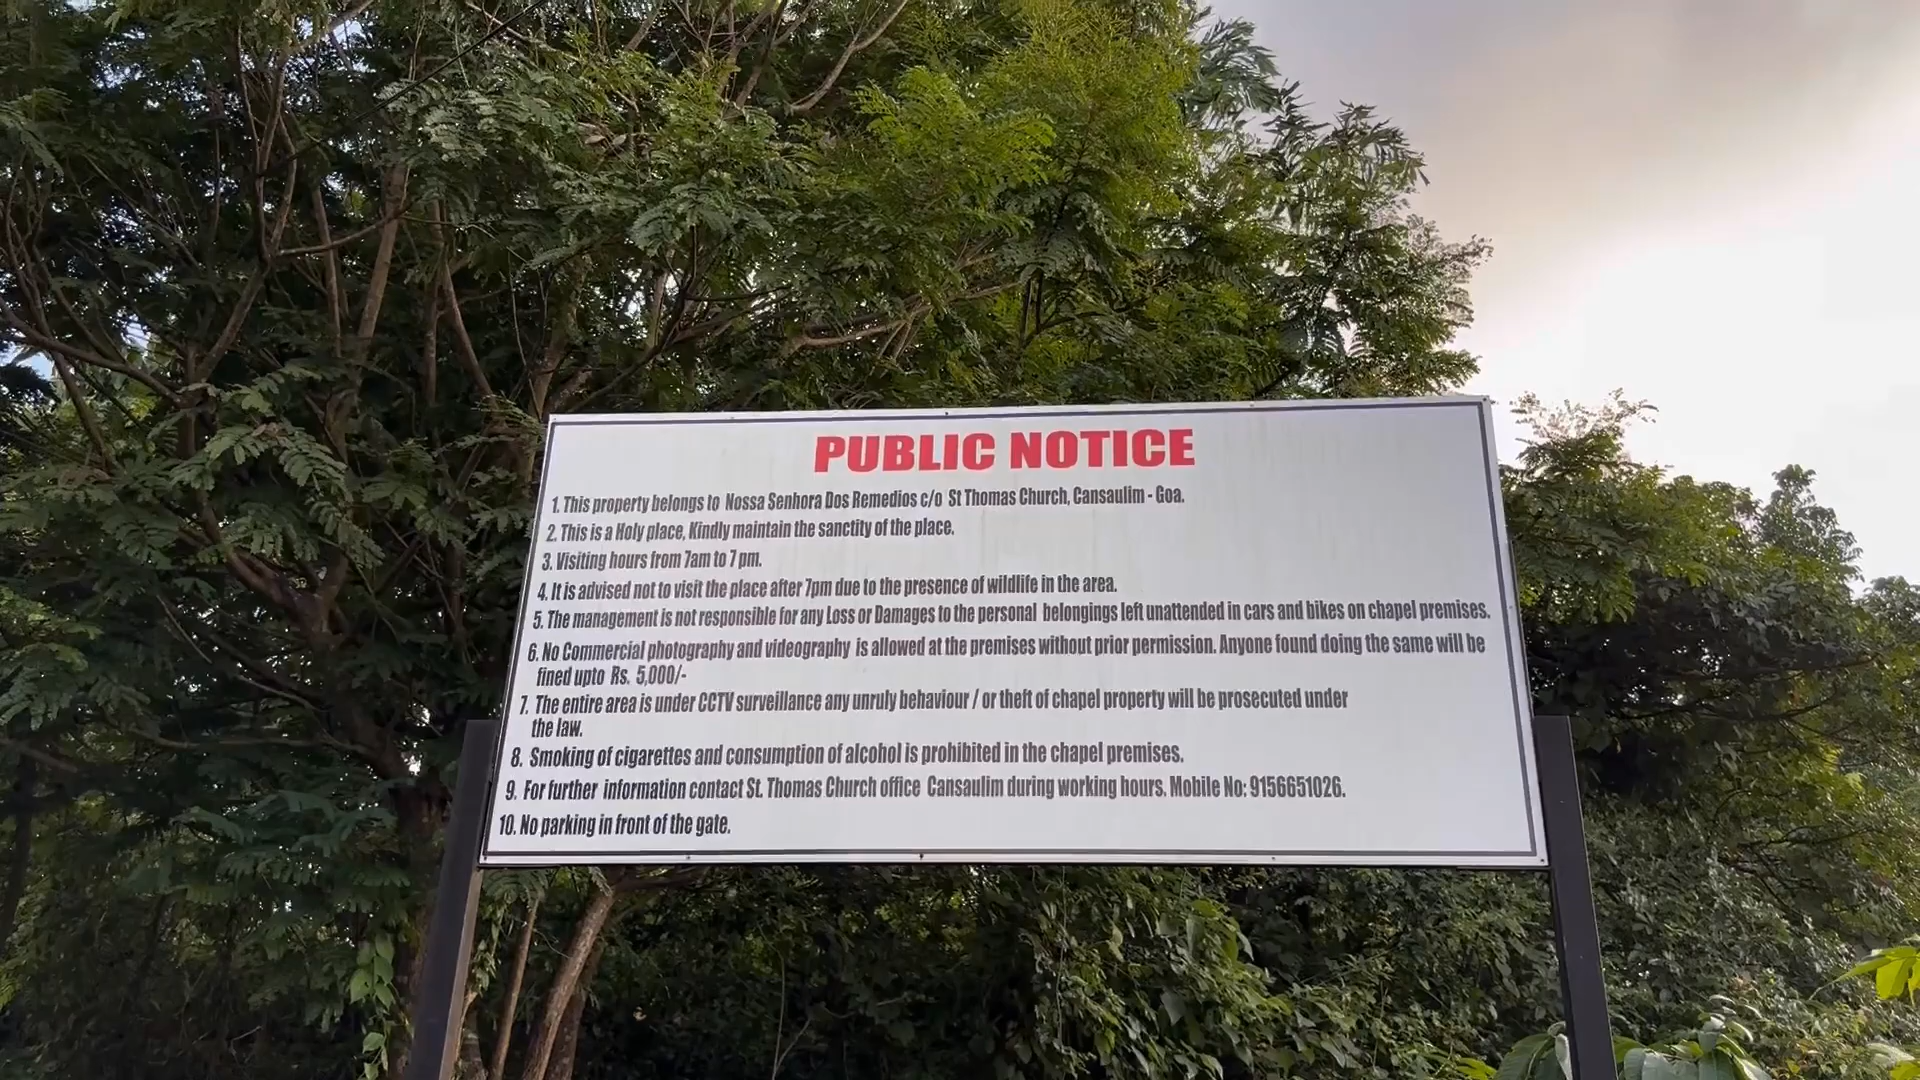 PUBLIC NOTICE
1. This property belongs to Nossa Senhora Dos Remedios c/o St Thomas Church, Cansaulim - Goa.
2. This is a Holy place, Kindly maintain the sanctity of the place.
3. Visiting hours from 7am to 7 pm.
4. It is advised not to visit the place after 7pm due to the presence of wildlife in the area.
5. The management is not responsible for any Loss or Damages to the personal belongings left unattended in cars and bikes on chapel premises.
6. No Commercial photography and videography is allowed at the premises without prior permission. Anyone found doing the same will be
fined upto Rs. 5,000/-
7. The entire area is under CCTV surveillance any unruly behaviour / or theft of chapel property will be prosecuted under
the law.
8. Smoking of cigarettes and consumption of alcohol is prohibited in the chapel premises.
9. For further information contact St. Thomas Church office Cansaulim during working hours. Mobile No: 9156651026.
10. No parking in front of the gate.